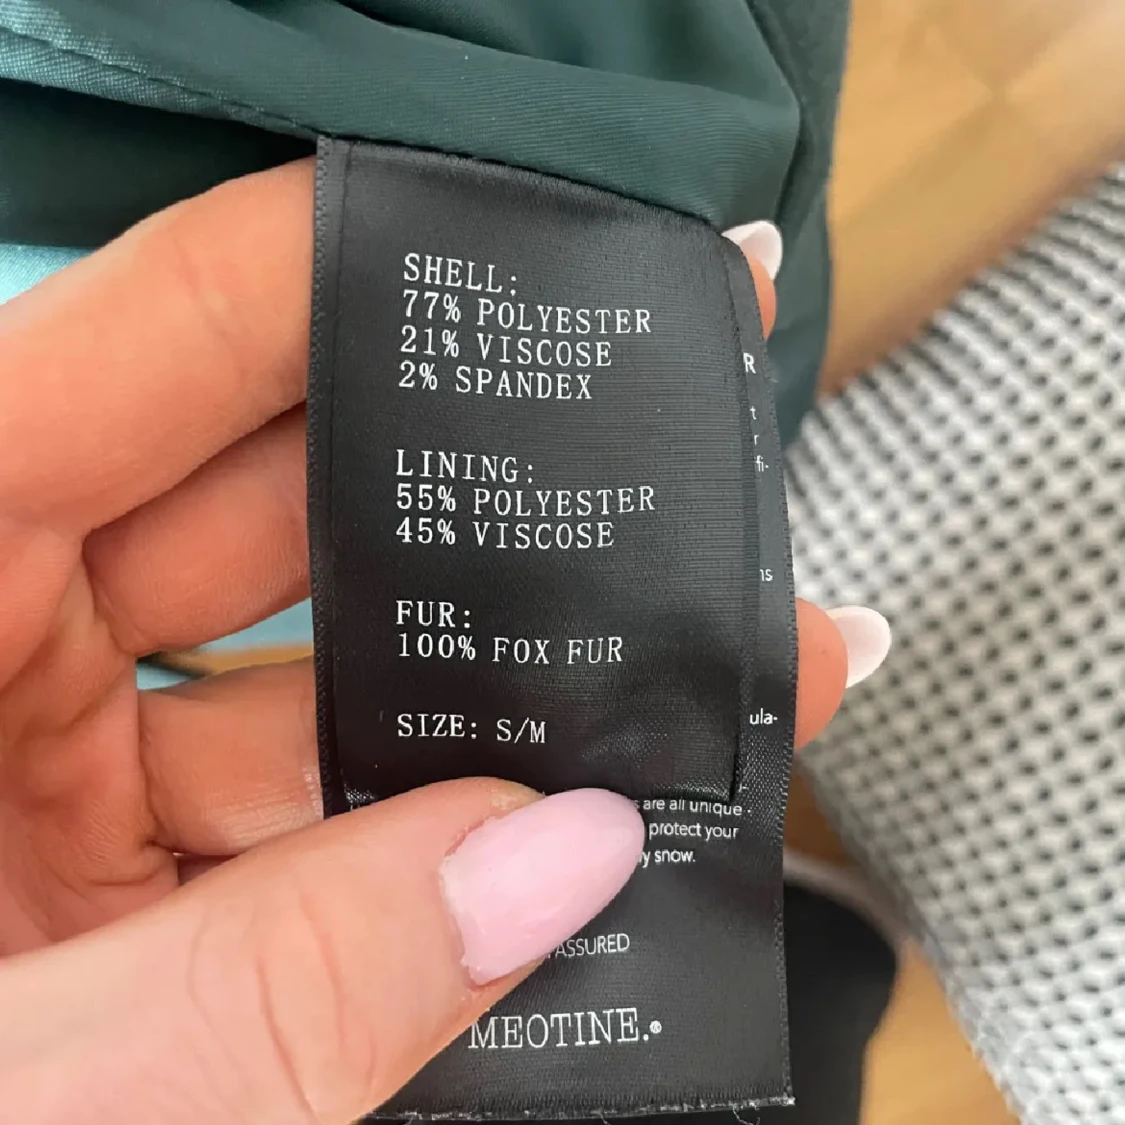 SHELL:
77% POLYESTER
21% VISCOSE
2% SPANDEX
LINING:
55% POLYESTER
45% VISCOSE
FUR:
100% FOX FUR
SIZE: S/M
are all unique
protect your
snow.
ASSURED
MEOTINE.®